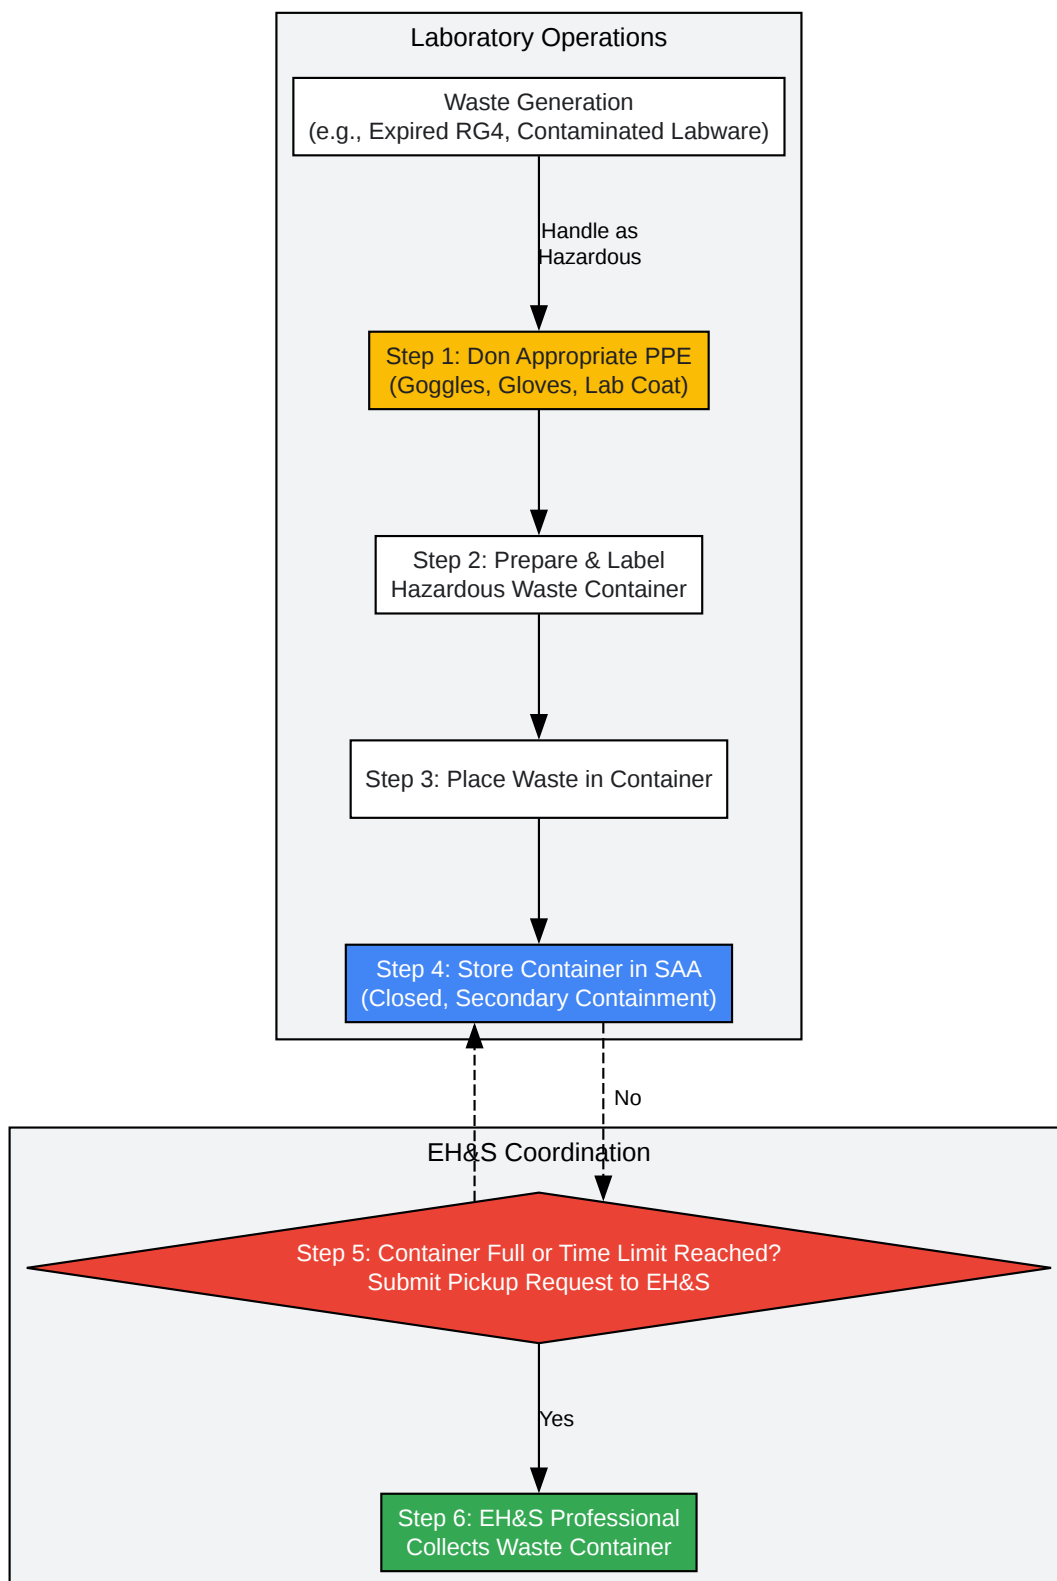 Laboratory Operations
Waste Generation
(e.g., Expired RG4, Contaminated Labware)
Handle as
Hazardous
Step 1: Don Appropriate PPE
(Goggles, Gloves, Lab Coat)
Step 2: Prepare & Label
Hazardous Waste Container
Step 3: Place Waste in Container
Step 4: Store Container in SAA
(Closed, Secondary Containment)
No
EH&S Coordination
Step 5: Container Full or Time Limit Reached?
Submit Pickup Request to EH&S
Yes
Step 6: EH&S Professional
Collects Waste Container